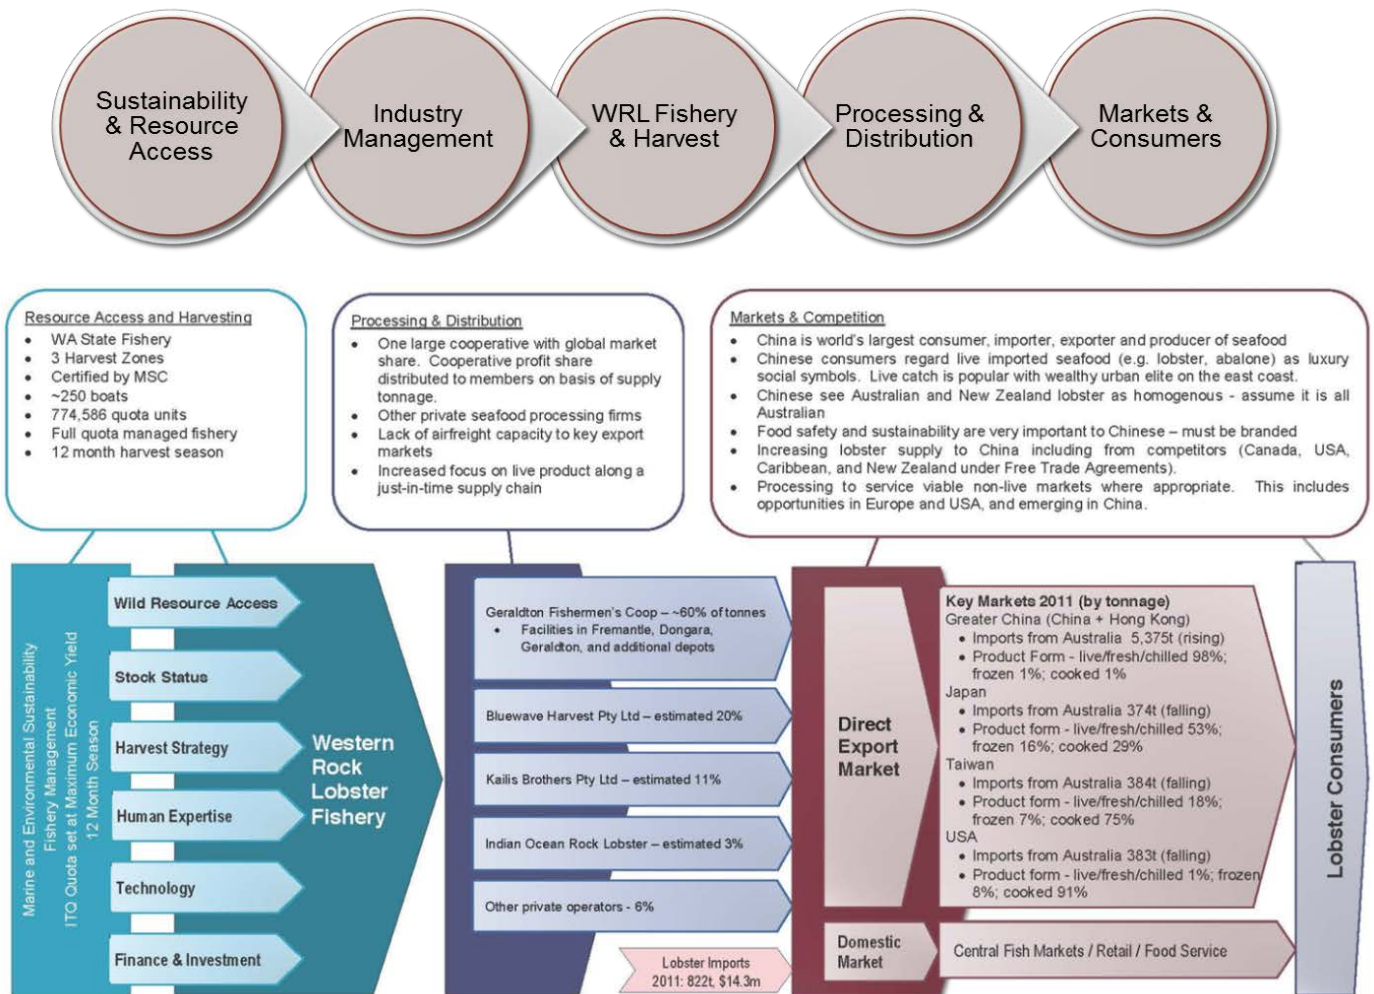 Sustainability
& Resource
Access
Industry
Management
WRL Fishery
& Harvest
Processing &
Distribution
Markets &
Consumers
Resource Access and Harvesting
• WA State Fishery
• 3 Harvest Zones
• Certified by MSC
• ~250 boats
• 774,586 quota units
• Full quota managed fishery
• 12 month harvest season
Processing & Distribution
• One large cooperative with global market
share. Cooperative profit share
distributed to members on basis of supply
tonnage.
• Other private seafood processing firms
• Lack of airfreight capacity to key export
markets
• Increased focus on live product along a
just-in-time supply chain
Markets & Competition
• China is world's largest consumer, importer, exporter and producer of seafood
• Chinese consumers regard live imported seafood (e.g. lobster, abalone) as luxury
social symbols. Live catch is popular with wealthy urban elite on the east coast.
• Chinese see Australian and New Zealand lobster as homogenous - assume it is all
Australian
• Food safety and sustainability are very important to Chinese – must be branded
• Increasing lobster supply to China including from competitors (Canada, USA,
Caribbean, and New Zealand under Free Trade Agreements).
• Processing to service viable non-live markets where appropriate. This includes
opportunities in Europe and USA, and emerging in China.
Marine and Environmental Sustainability
Fishery Management
ITQ Quota set at Maximum Economic Yield
12 Month Season
Wild Resource Access
Stock Status
Harvest Strategy
Human Expertise
Technology
Finance & Investment
Western
Rock
Lobster
Fishery
Geraldton Fishermen's Coop – ~60% of tonnes
• Facilities in Fremantle, Dongara,
Geraldton, and additional depots
Bluewave Harvest Pty Ltd – estimated 20%
Kailis Brothers Pty Ltd – estimated 11%
Indian Ocean Rock Lobster – estimated 3%
Other private operators - 6%
Lobster Imports
2011: 822t, $14.3m
Direct
Export
Market
Key Markets 2011 (by tonnage)
Greater China (China + Hong Kong)
• Imports from Australia 5,375t (rising)
• Product Form - live/fresh/chilled 98%;
frozen 1%; cooked 1%
Japan
• Imports from Australia 374t (falling)
• Product form - live/fresh/chilled 53%;
frozen 16%; cooked 29%
Taiwan
• Imports from Australia 384t (falling)
• Product form - live/fresh/chilled 18%;
frozen 7%; cooked 75%
USA
• Imports from Australia 383t (falling)
• Product form - live/fresh/chilled 1%; frozen
8%; cooked 91%
Domestic
Market
Central Fish Markets / Retail / Food Service
Lobster Consumers